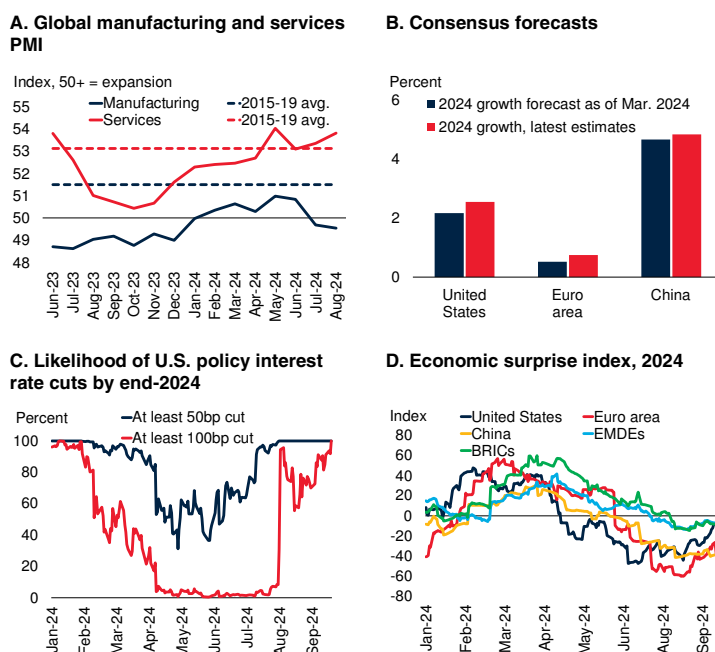 A. Global manufacturing and services
PMI
Index, 50+ = expansion
Manufacturing
2015-19 avg.
Services
2015-19 avg.
55
54
53
52
51
50
49
48
Jun-23
Jul-23
Aug-23
Sep-23
Oct-23
Nov-23
Dec-23
Jan-24
Feb-24
Mar-24
Apr-24
May-24
Jun-24
Jul-24
Aug-24
B. Consensus forecasts
Percent
2024 growth forecast as of Mar. 2024
2024 growth, latest estimates
6
4
2
0
United
States
Euro
area
China
C. Likelihood of U.S. policy interest
rate cuts by end-2024
Percent
At least 50bp cut
At least 100bp cut
100
80
60
40
20
0
Jan-24
Feb-24
Mar-24
Apr-24
May-24
Jun-24
Jul-24
Aug-24
Sep-24
D. Economic surprise index, 2024
Index
United States
Euro area
China
EMDEs
BRICs
80
60
40
20
0
-20
-40
-60
-80
Jan-24
Feb-24
Mar-24
Apr-24
May-24
Jun-24
Jul-24
Aug-24
Sep-24